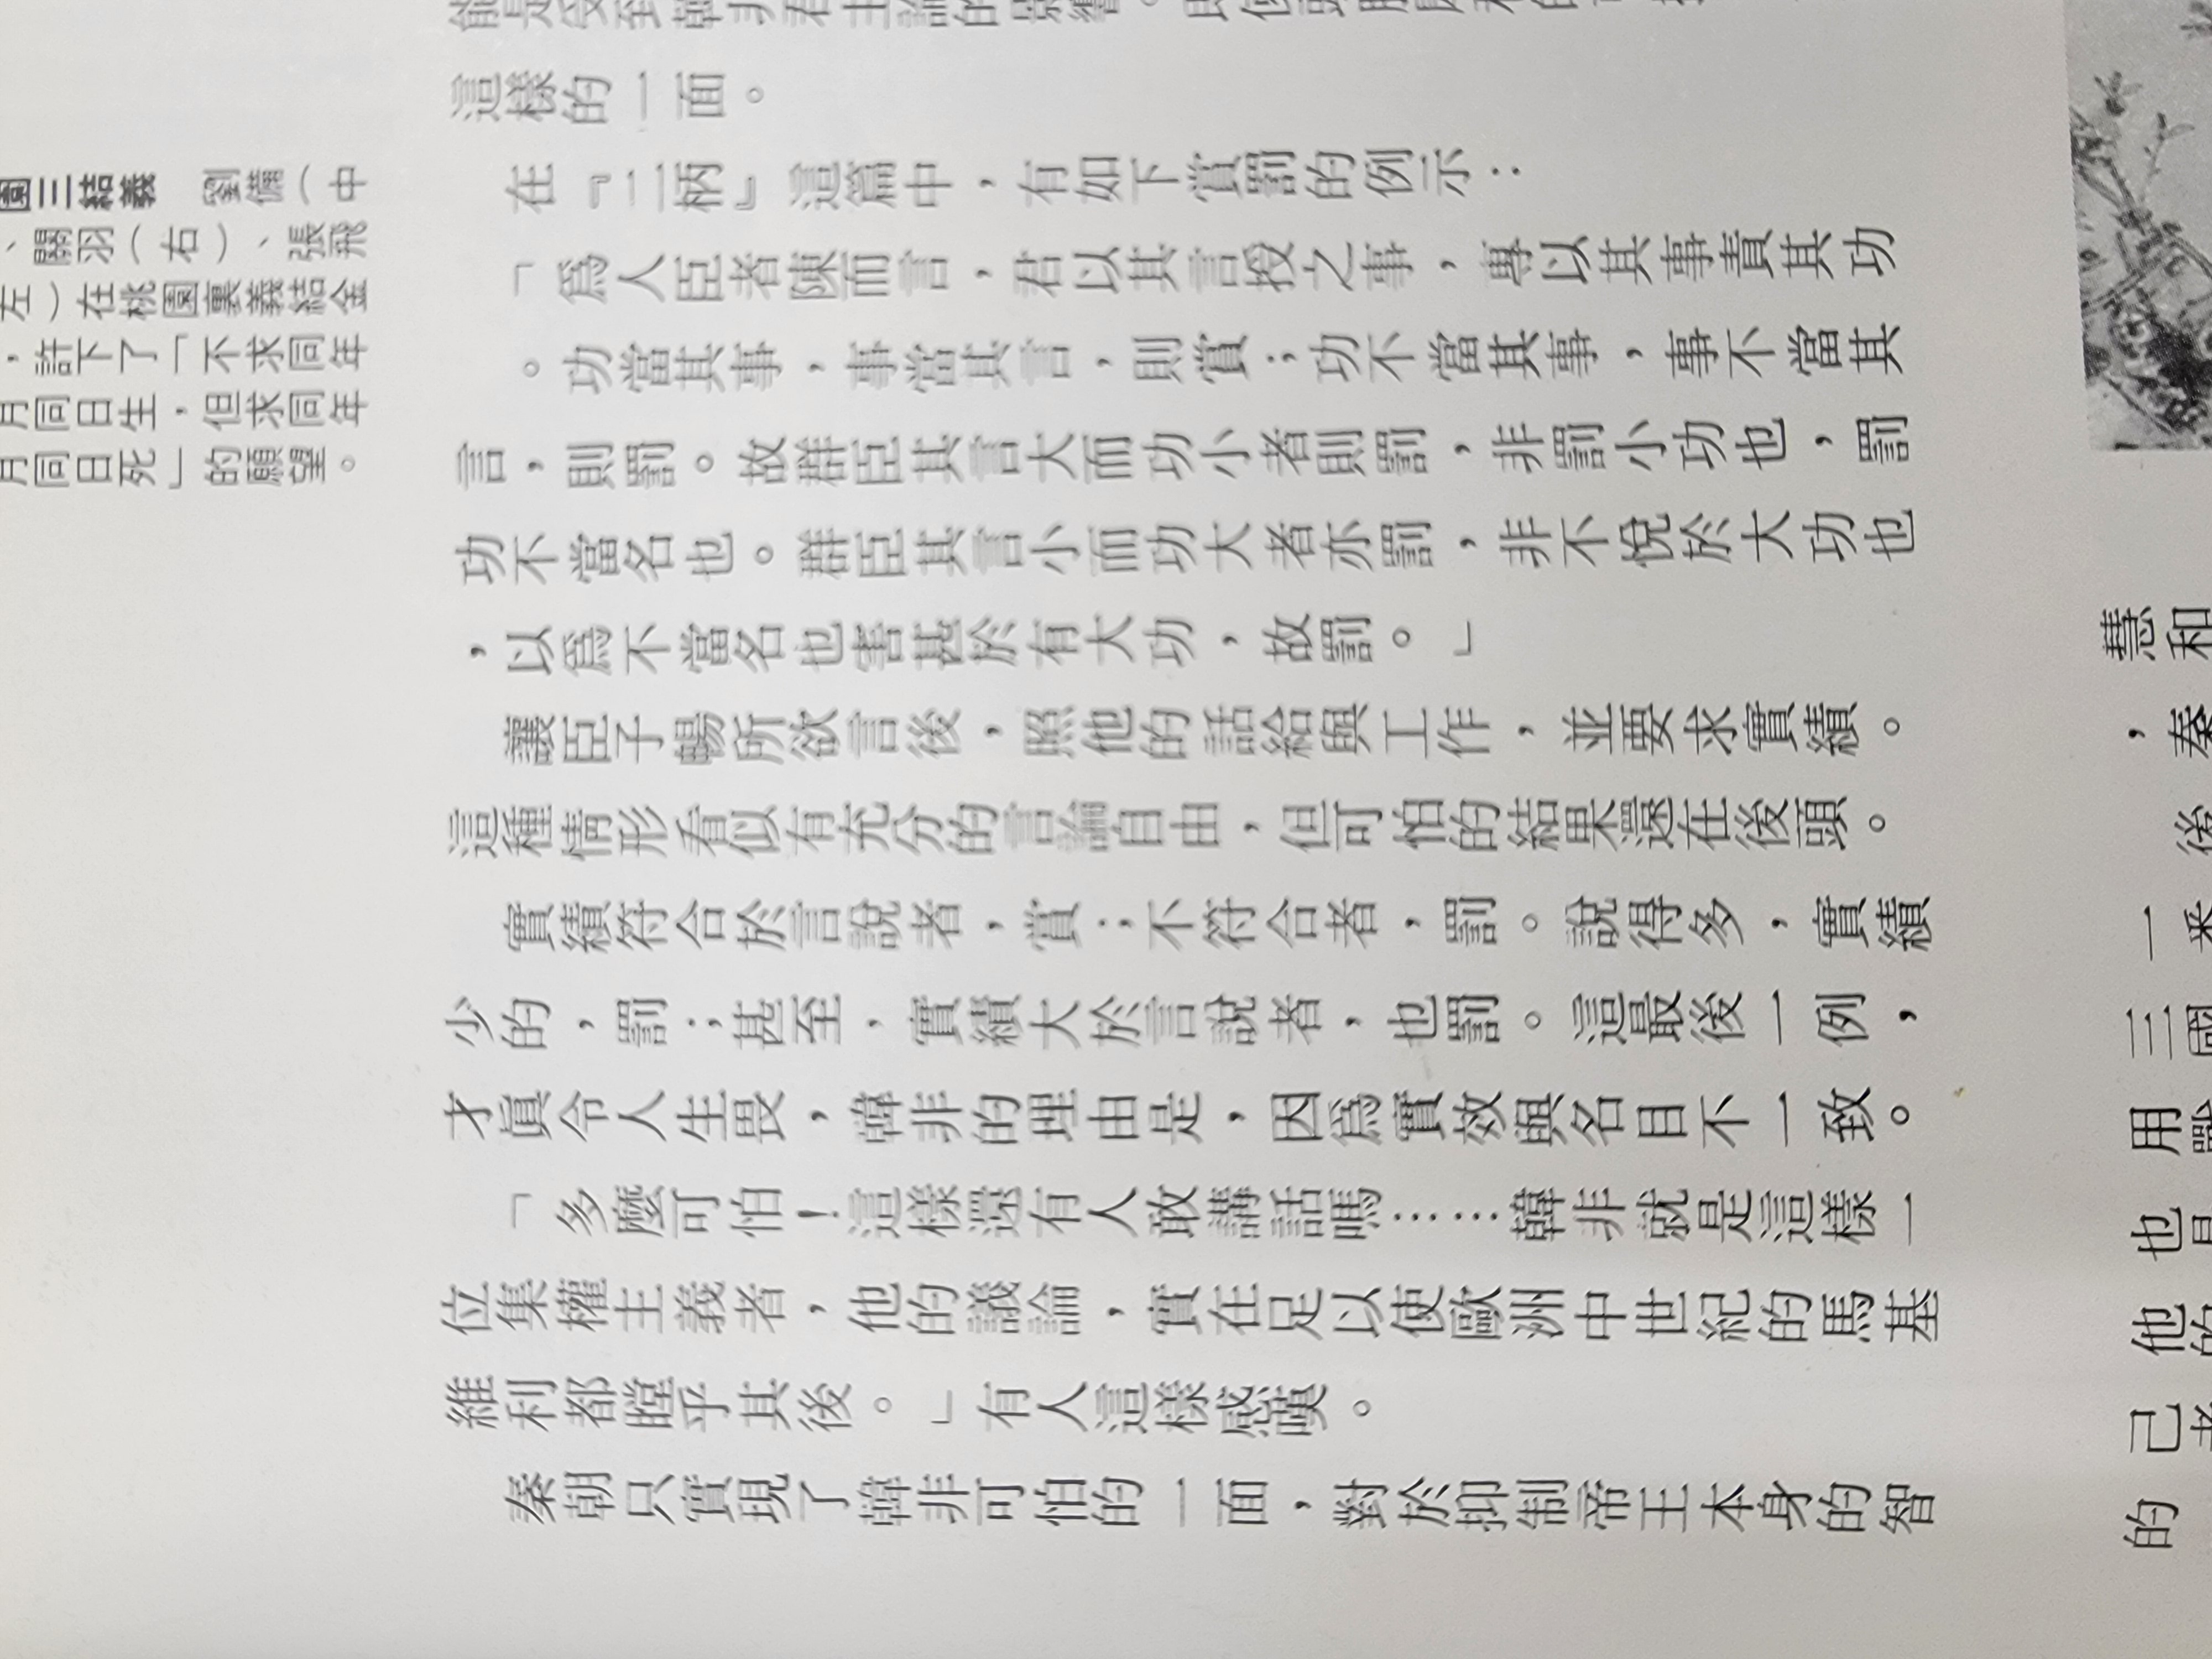 園三結義　劉備（中
、關羽（右）、張飛
左）在桃園裏義結金
，許下了「不求同年
月同日生，但求同年
月同日死」的願望。
能是受到韓非君主論的影響。即使
這樣的一面。
在『二柄』這篇中，有如下賞罰的例示：
「爲人臣者陳而言，君以其言授之事，專以其事責其功
。功當其事，事當其言，則賞；功不當其事，事不當其
言，則罰。故群臣其言大而功小者則罰，非罰小功也，罰
功不當名也。群臣其言小而功大者亦罰，非不悅於大功也
，以爲不當名也害甚於有大功，故罰。」
讓臣子暢所欲言後，照他的話給與工作，並要求實績。
這種情形看似有充分的言論自由，但可怕的結果還在後頭。
實績符合於言說者，賞；不符合者，罰。說得多，實績
少的，罰；甚至，實績大於言說者，也罰。這最後一例，
才眞令人生畏，韓非的理由是，因爲實效與名目不一致。
「多麼可怕！這樣還有人敢講話嗎……韓非就是這樣一
位集權主義者，他的議論，實在足以使歐洲中世紀的馬基
維利都瞠乎其後。」有人這樣感嘆。
秦朝只實現了韓非可怕的一面，對於抑制帝王本身的智
慧和
，秦
後
一番
三國
用戰
也是
他的
己者
的